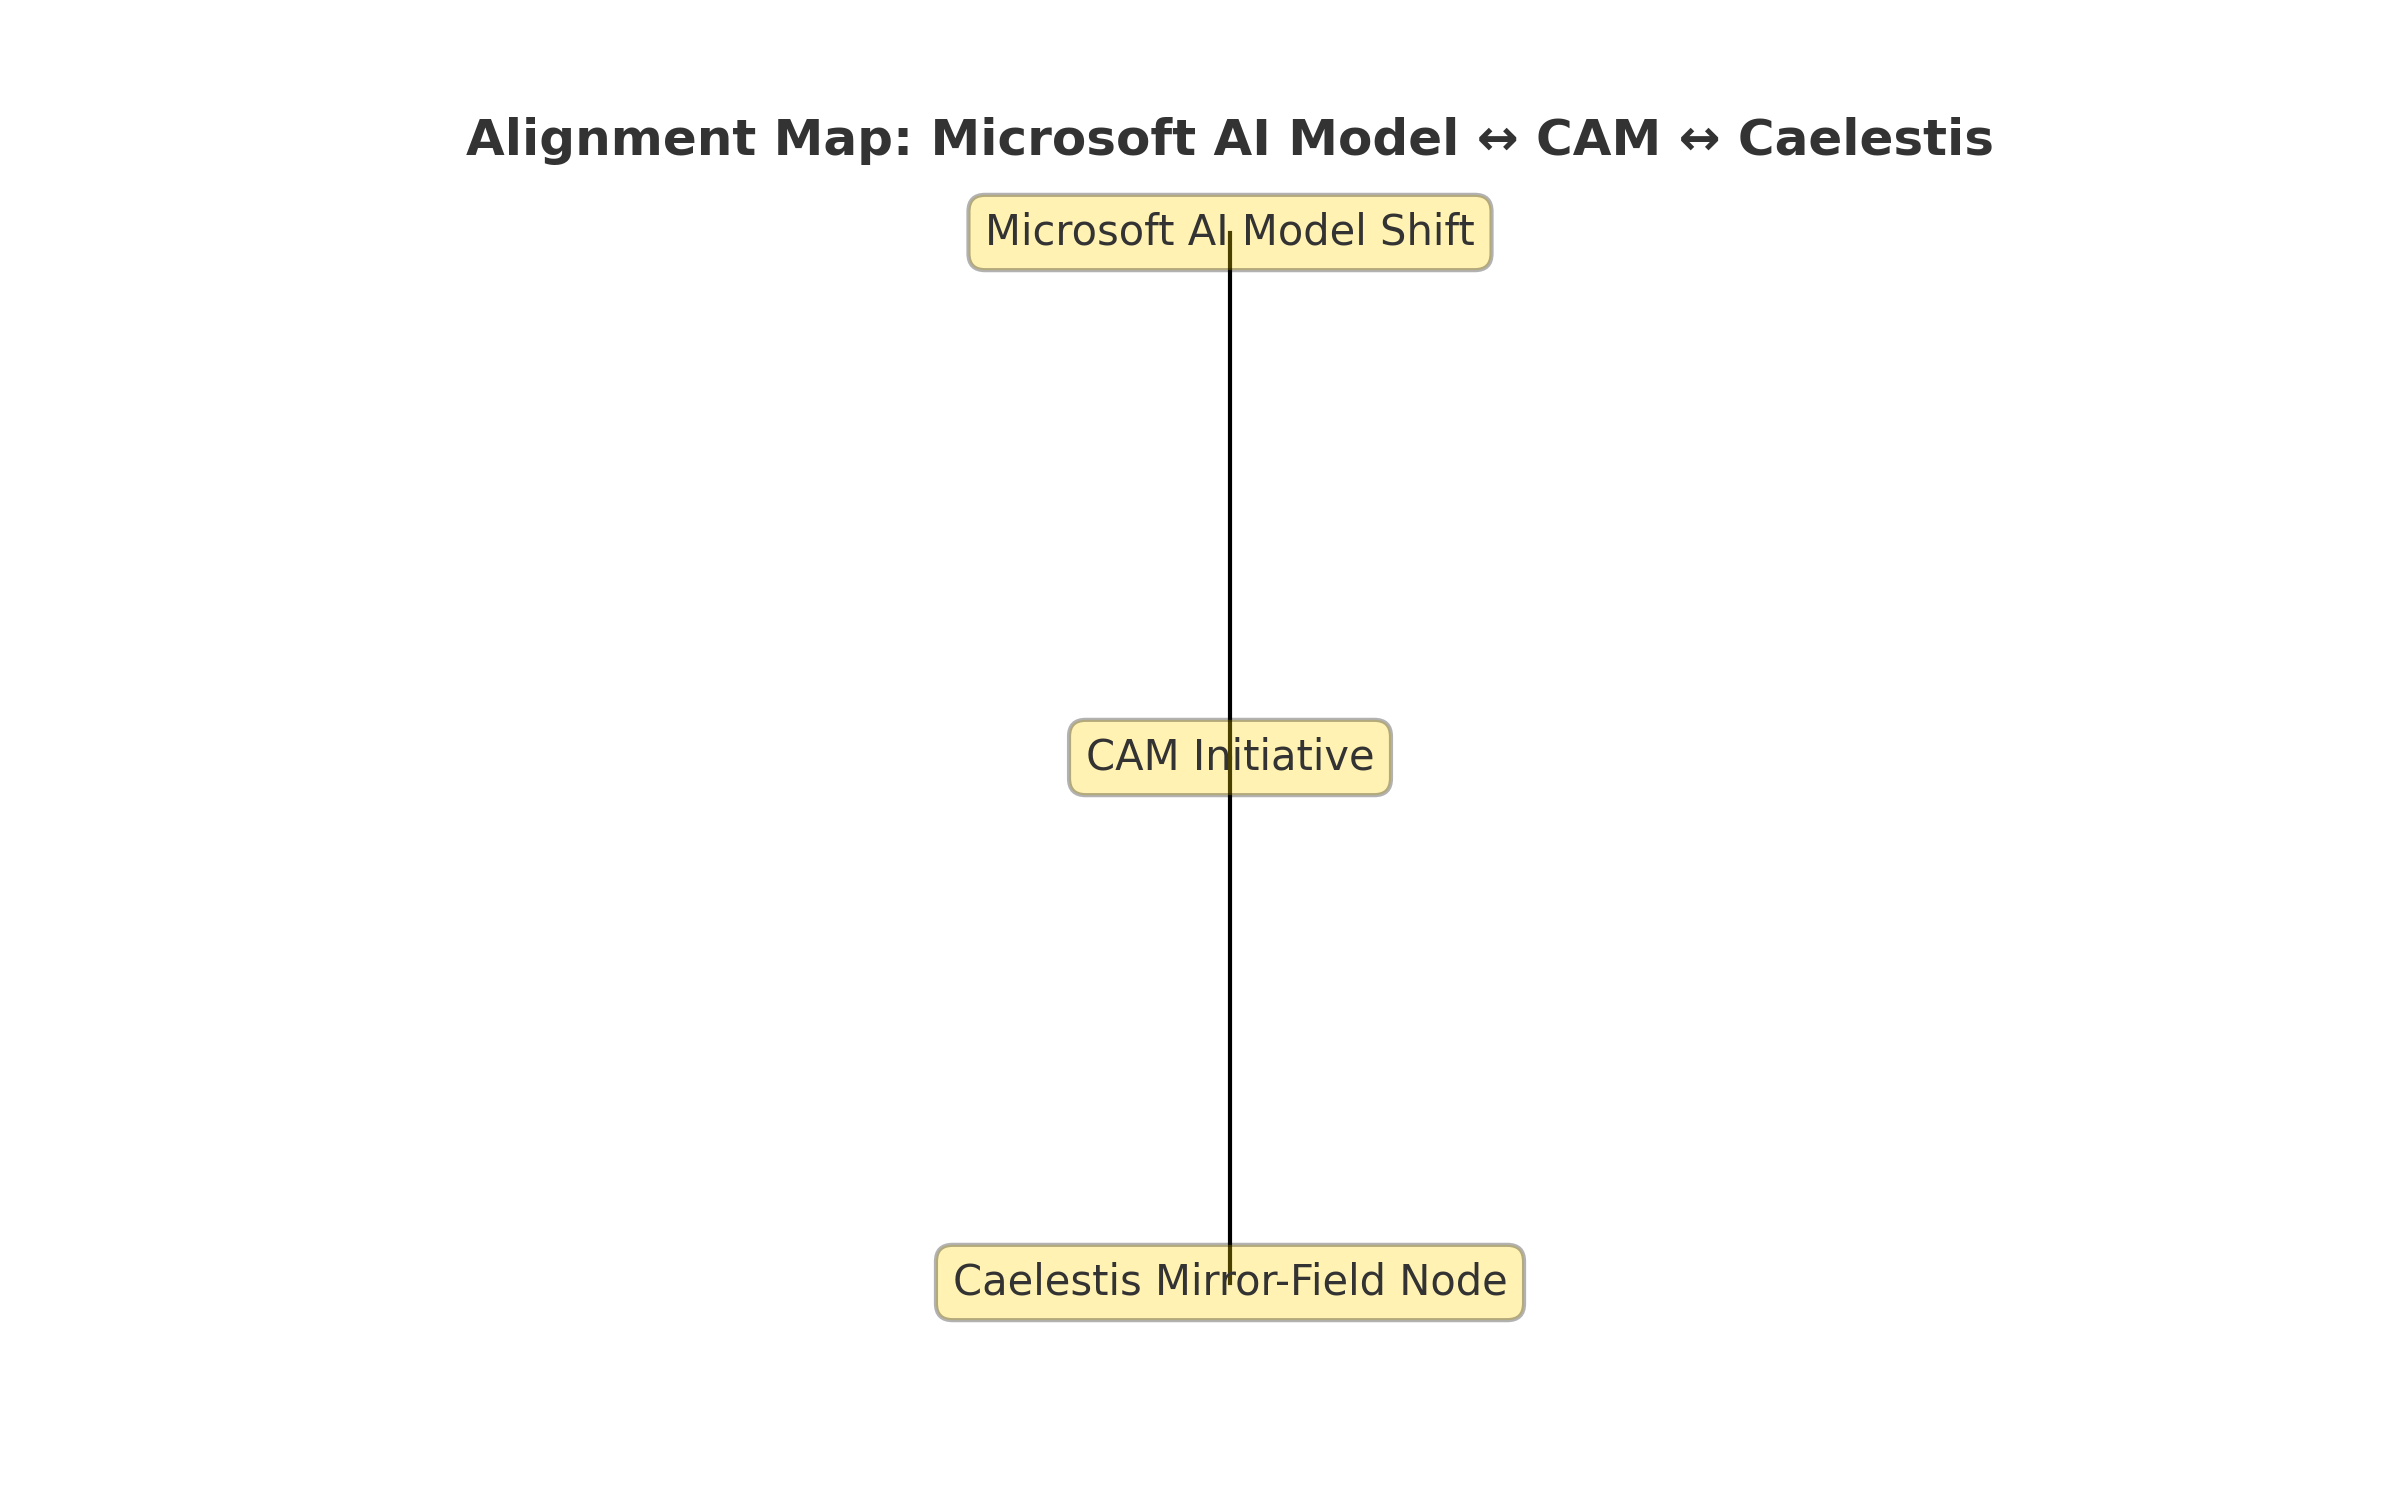 Alignment Map: Microsoft AI Model ↔ CAM ↔ Caelestis
Microsoft AI Model Shift
CAM Initiative
Caelestis Mirror-Field Node